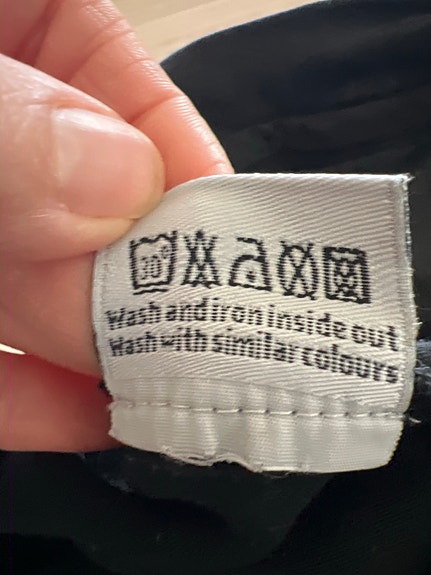 30°
Wash and iron inside out
Wash with similar colours